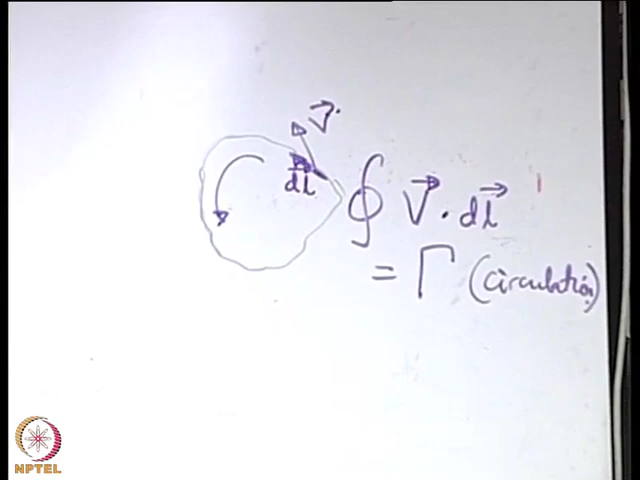 V⃗
dl⃗
∮ V⃗ · dl⃗
= Γ (circulation)
NPTEL